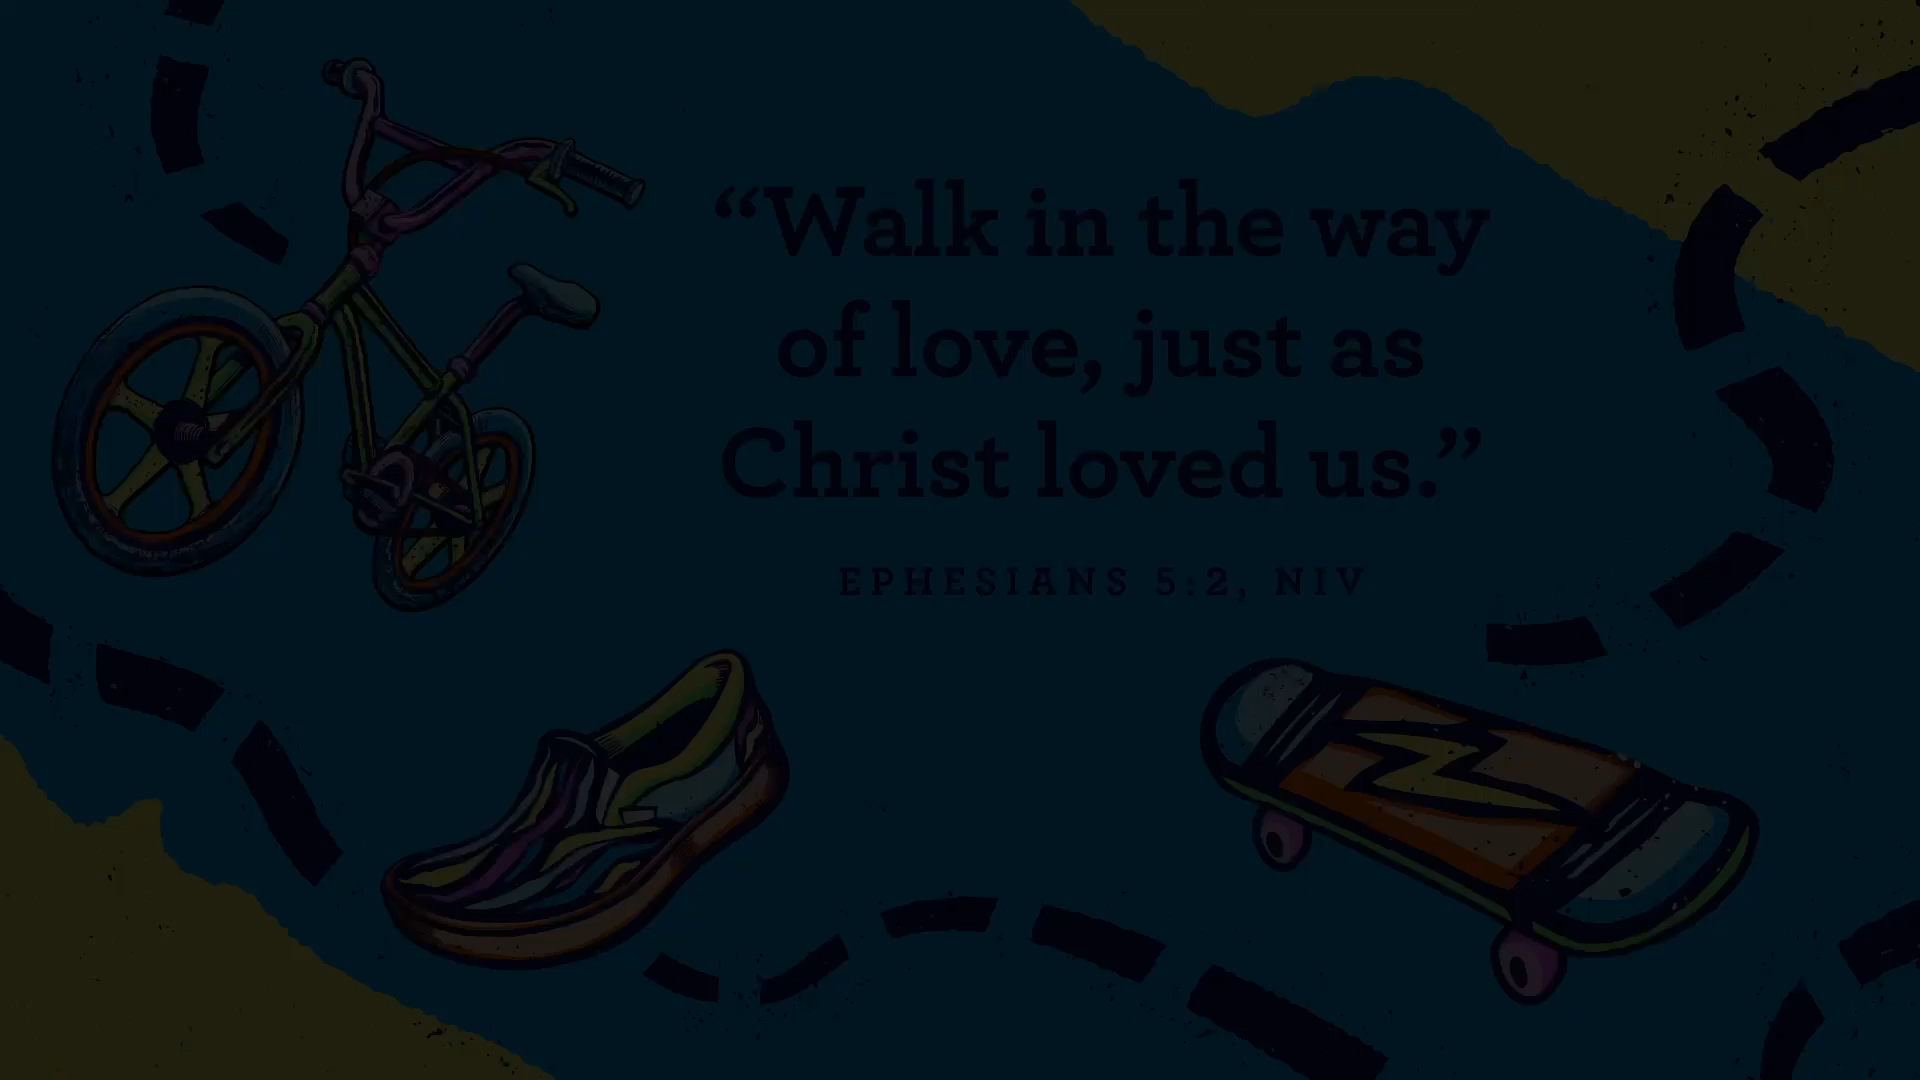 “Walk in the way
of love, just as
Christ loved us.”
EPHESIANS 5:2, NIV